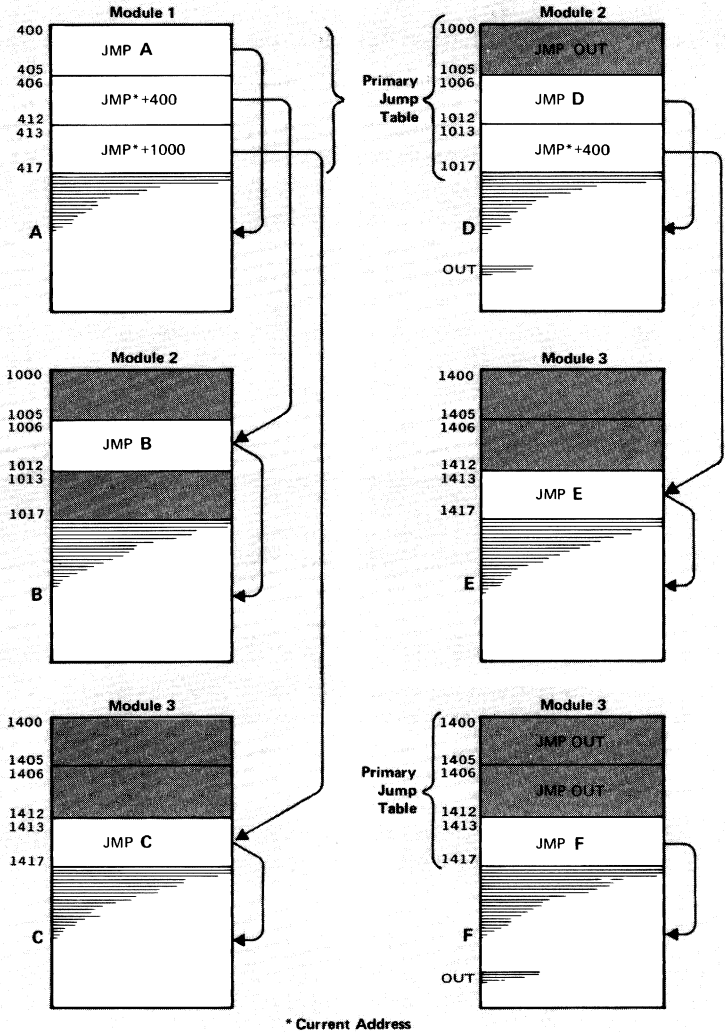 Module 1
400
JMP A
405
406
JMP*+400
412
413
JMP*+1000
417
A
Primary
Jump
Table
Module 2
1000
JMP OUT
1005
1006
JMP D
1012
1013
JMP*+400
1017
D
OUT
Module 2
1000
1005
1006
JMP B
1012
1013
1017
B
Module 3
1400
1405
1406
1412
1413
JMP E
1417
E
Module 3
1400
1405
1406
1412
1413
JMP C
1417
C
Primary
Jump
Table
Module 3
1400
JMP OUT
1405
1406
JMP OUT
1412
1413
JMP F
1417
F
OUT
* Current Address